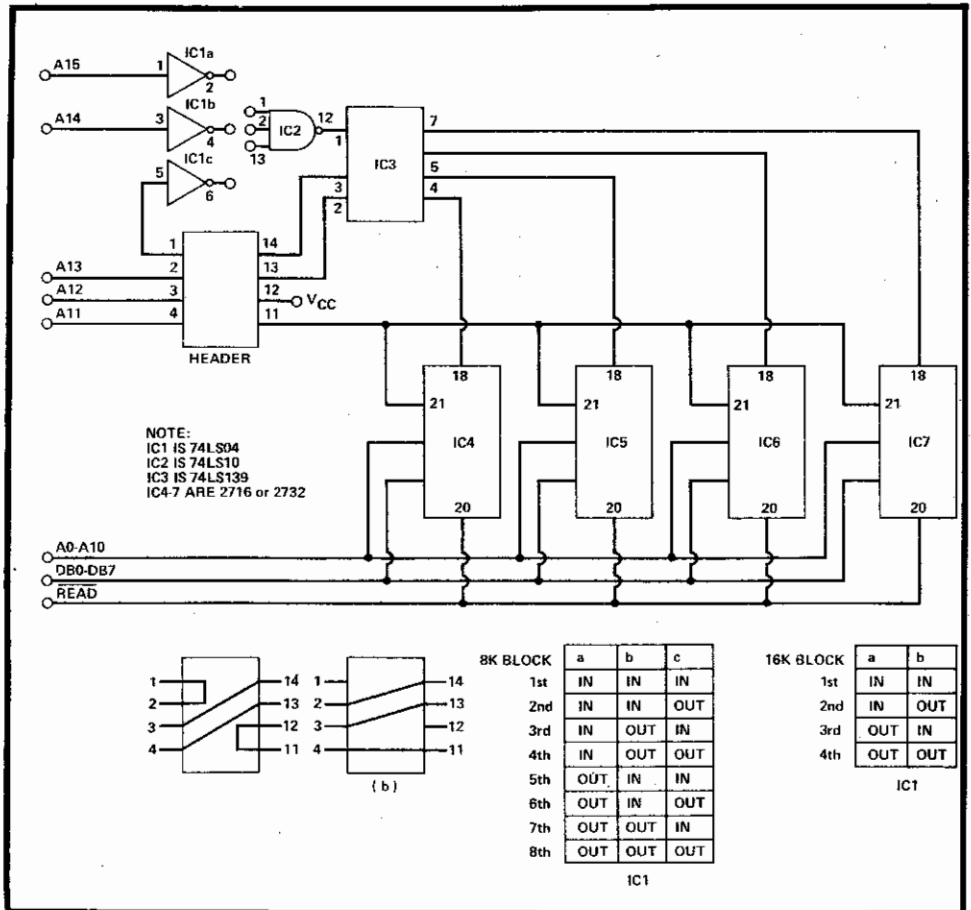 A15
1
IC1a
2
A14
3
IC1b
4
1
2
13
IC2
12
1
IC3
7
5
4
3
2
5
IC1c
6
1
2
3
4
14
13
12
11
VCC
A13
A12
A11
HEADER
18
21
IC4
20
18
21
IC5
20
18
21
IC6
20
18
21
IC7
20
NOTE:
IC1 IS 74LS04
IC2 IS 74LS10
IC3 IS 74LS139
IC4-7 ARE 2716 or 2732
A0-A10
DB0-DB7
READ
1
2
3
4
14
13
12
11
1
2
3
4
14
13
12
11
(b)
8K BLOCK a b c
1st IN IN IN
2nd IN IN OUT
3rd IN OUT IN
4th IN OUT OUT
5th OUT IN IN
6th OUT IN OUT
7th OUT OUT IN
8th OUT OUT OUT
IC1
16K BLOCK a b
1st IN IN
2nd IN OUT
3rd OUT IN
4th OUT OUT
IC1